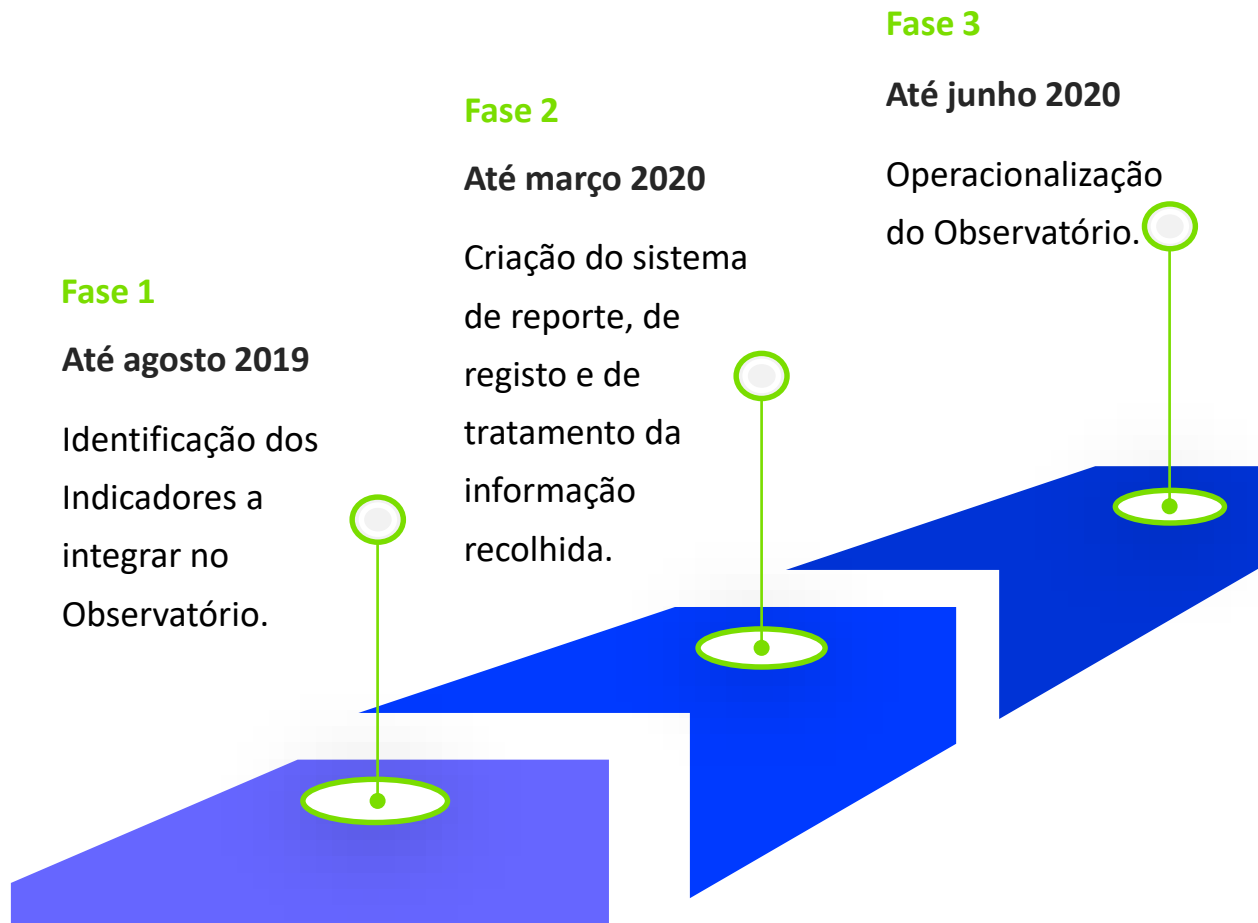 Fase 1
Até agosto 2019
Identificação dos
Indicadores a
integrar no
Observatório.
Fase 2
Até março 2020
Criação do sistema
de reporte, de
registo e de
tratamento da
informação
recolhida.
Fase 3
Até junho 2020
Operacionalização
do Observatório.